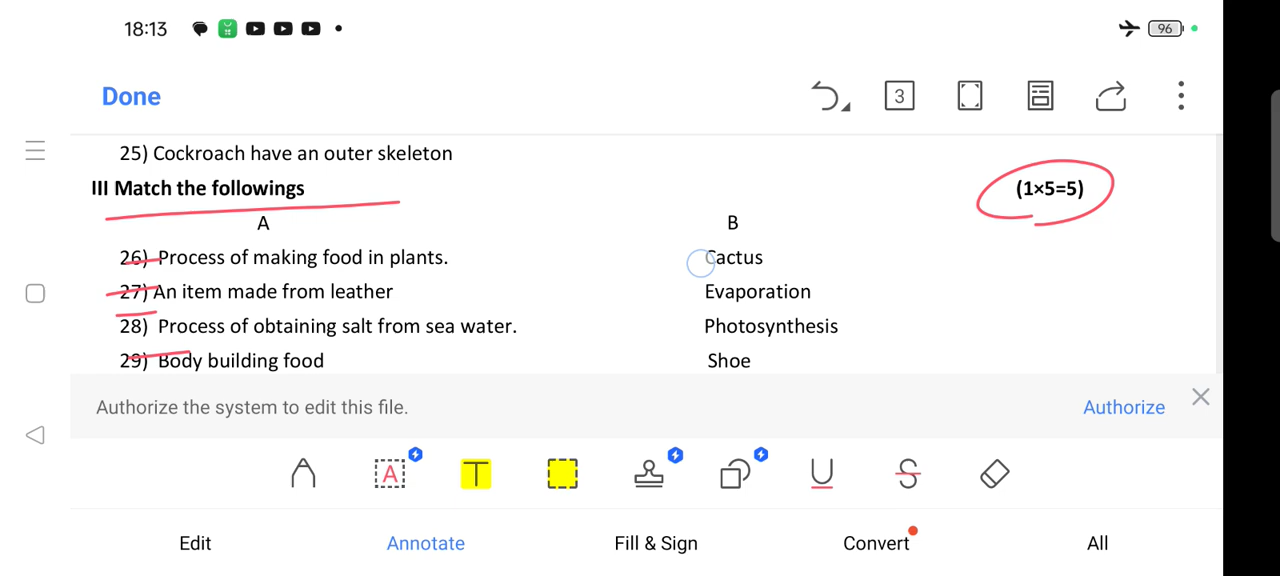 18:13 96
Done 3
25) Cockroach have an outer skeleton
III Match the followings (1×5=5)
A B
26) Process of making food in plants. Cactus
27) An item made from leather Evaporation
28) Process of obtaining salt from sea water. Photosynthesis
29) Body building food Shoe
Authorize the system to edit this file. Authorize
A T U S
Edit Annotate Fill & Sign Convert All